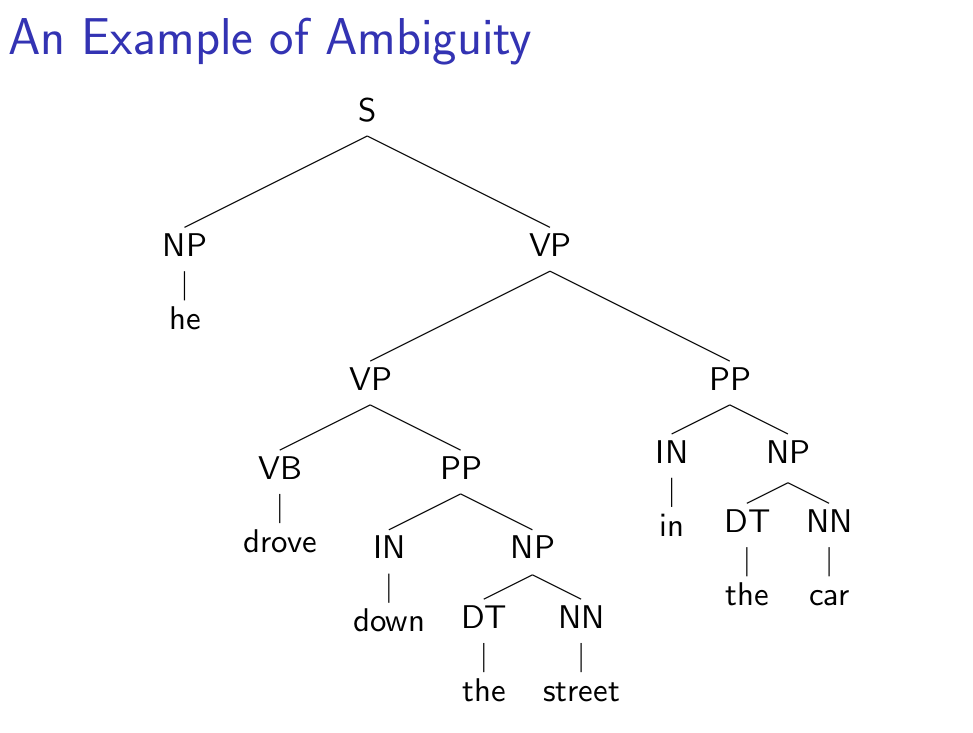 An Example of Ambiguity
S
NP VP
he
VP PP
IN NP
VB PP
in DT NN
drove IN NP
the car
down DT NN
the street